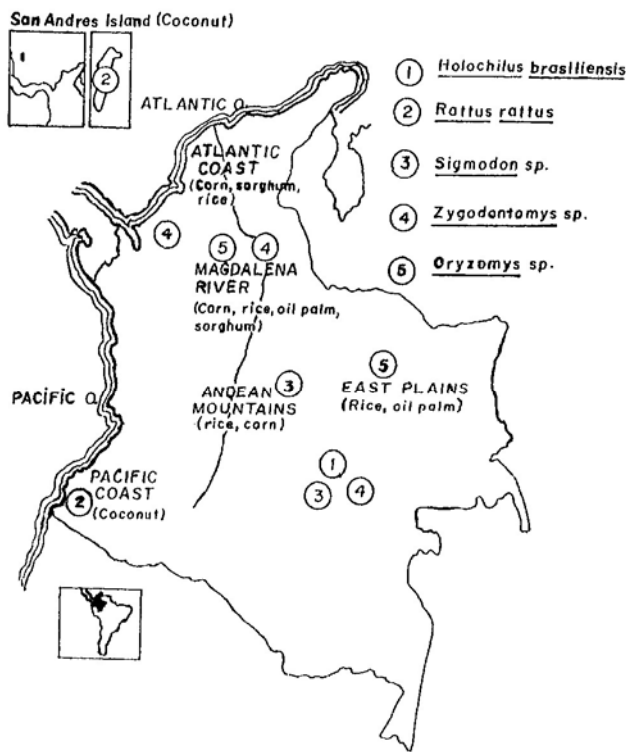 San Andres Island (Coconut)
2
ATLANTIC O.
ATLANTIC
COAST
(Corn, sorghum,
rice)
4
5 4
MAGDALENA
RIVER
(Corn, rice, oil palm,
sorghum)
3
ANDEAN
MOUNTAINS
(rice, corn)
5
EAST PLAINS
(Rice, oil palm)
PACIFIC O.
1
3 4
PACIFIC
COAST
2
(Coconut)
1 Holochilus brasiliensis
2 Rattus rattus
3 Sigmodon sp.
4 Zygodontomys sp.
5 Oryzomys sp.